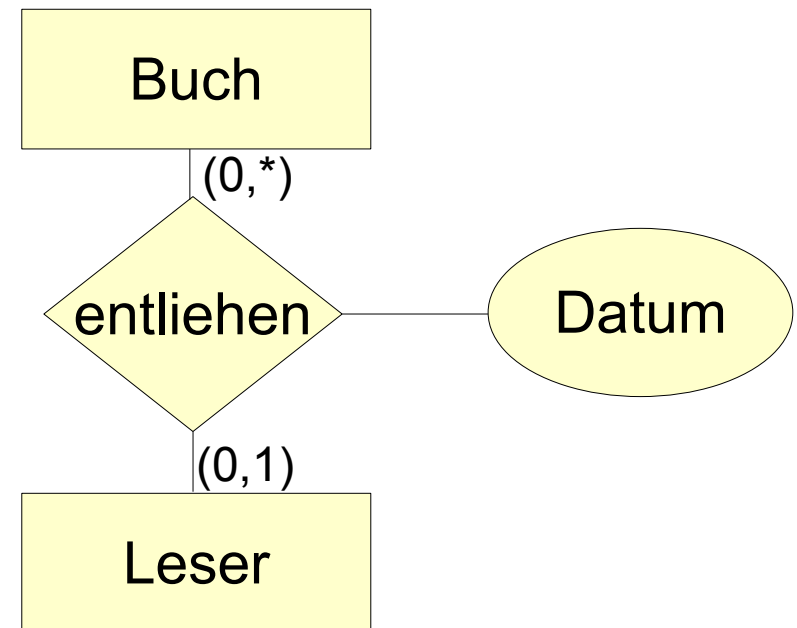 Buch
(0,*)
entliehen
Datum
(0,1)
Leser